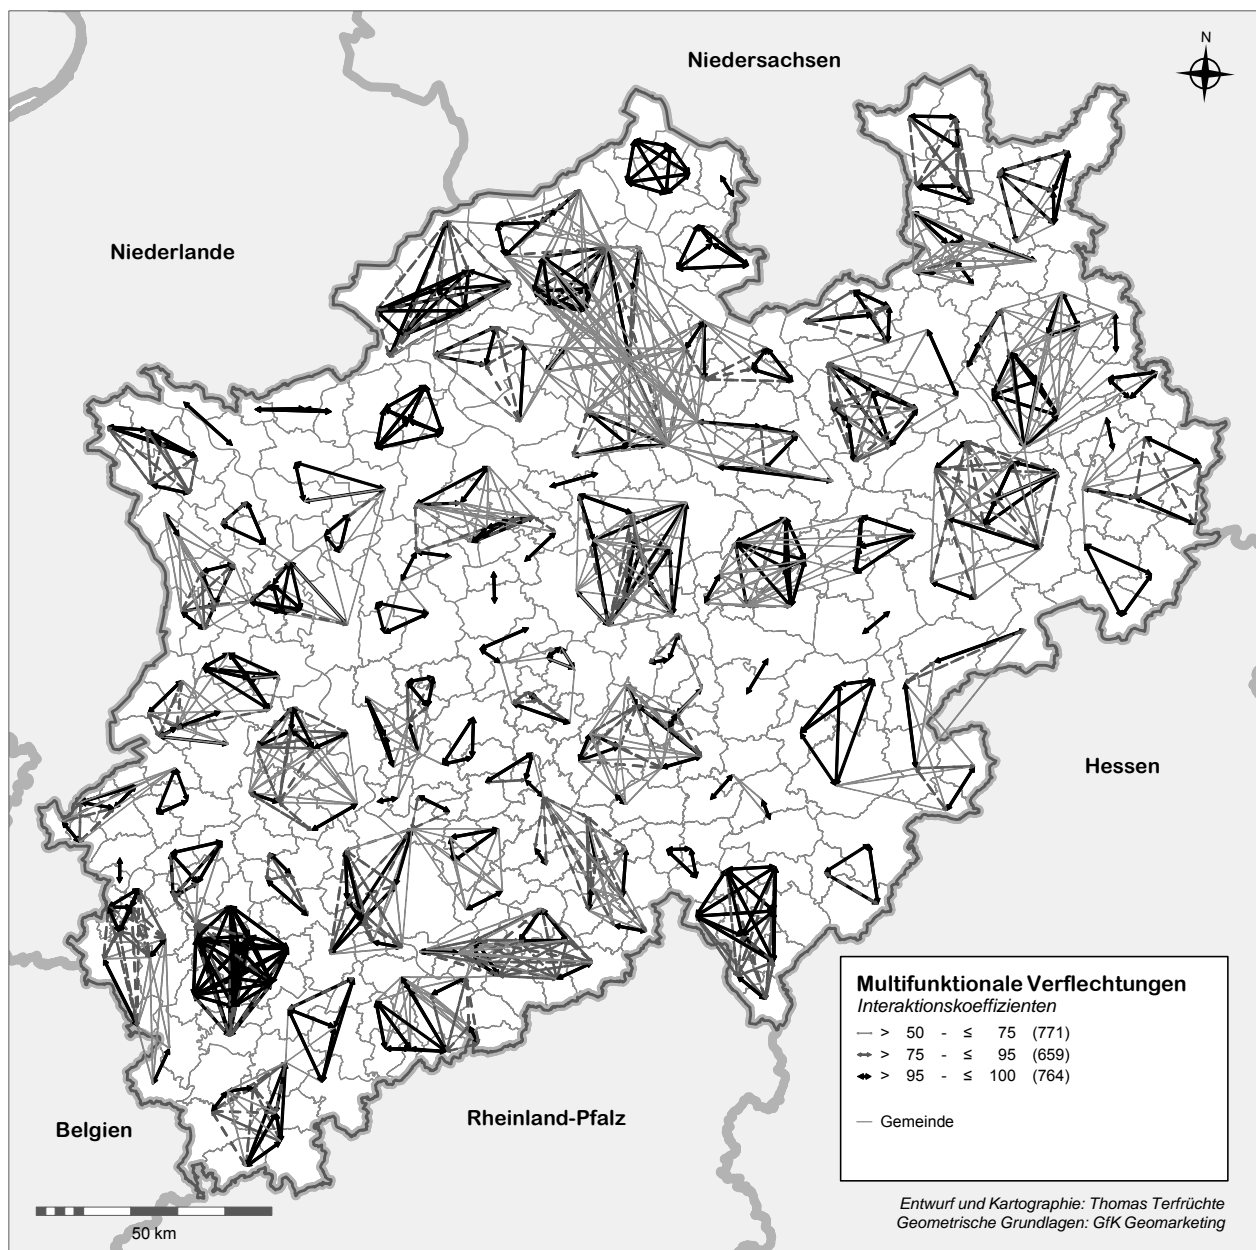 Niedersachsen
N
Niederlande
Hessen
Multifunktionale Verflechtungen
Interaktionskoeffizienten
> 50 - ≤ 75 (771)
> 75 - ≤ 95 (659)
> 95 - ≤ 100 (764)
Gemeinde
Belgien
Rheinland-Pfalz
50 km
Entwurf und Kartographie: Thomas Terfrüchte
Geometrische Grundlagen: GfK Geomarketing